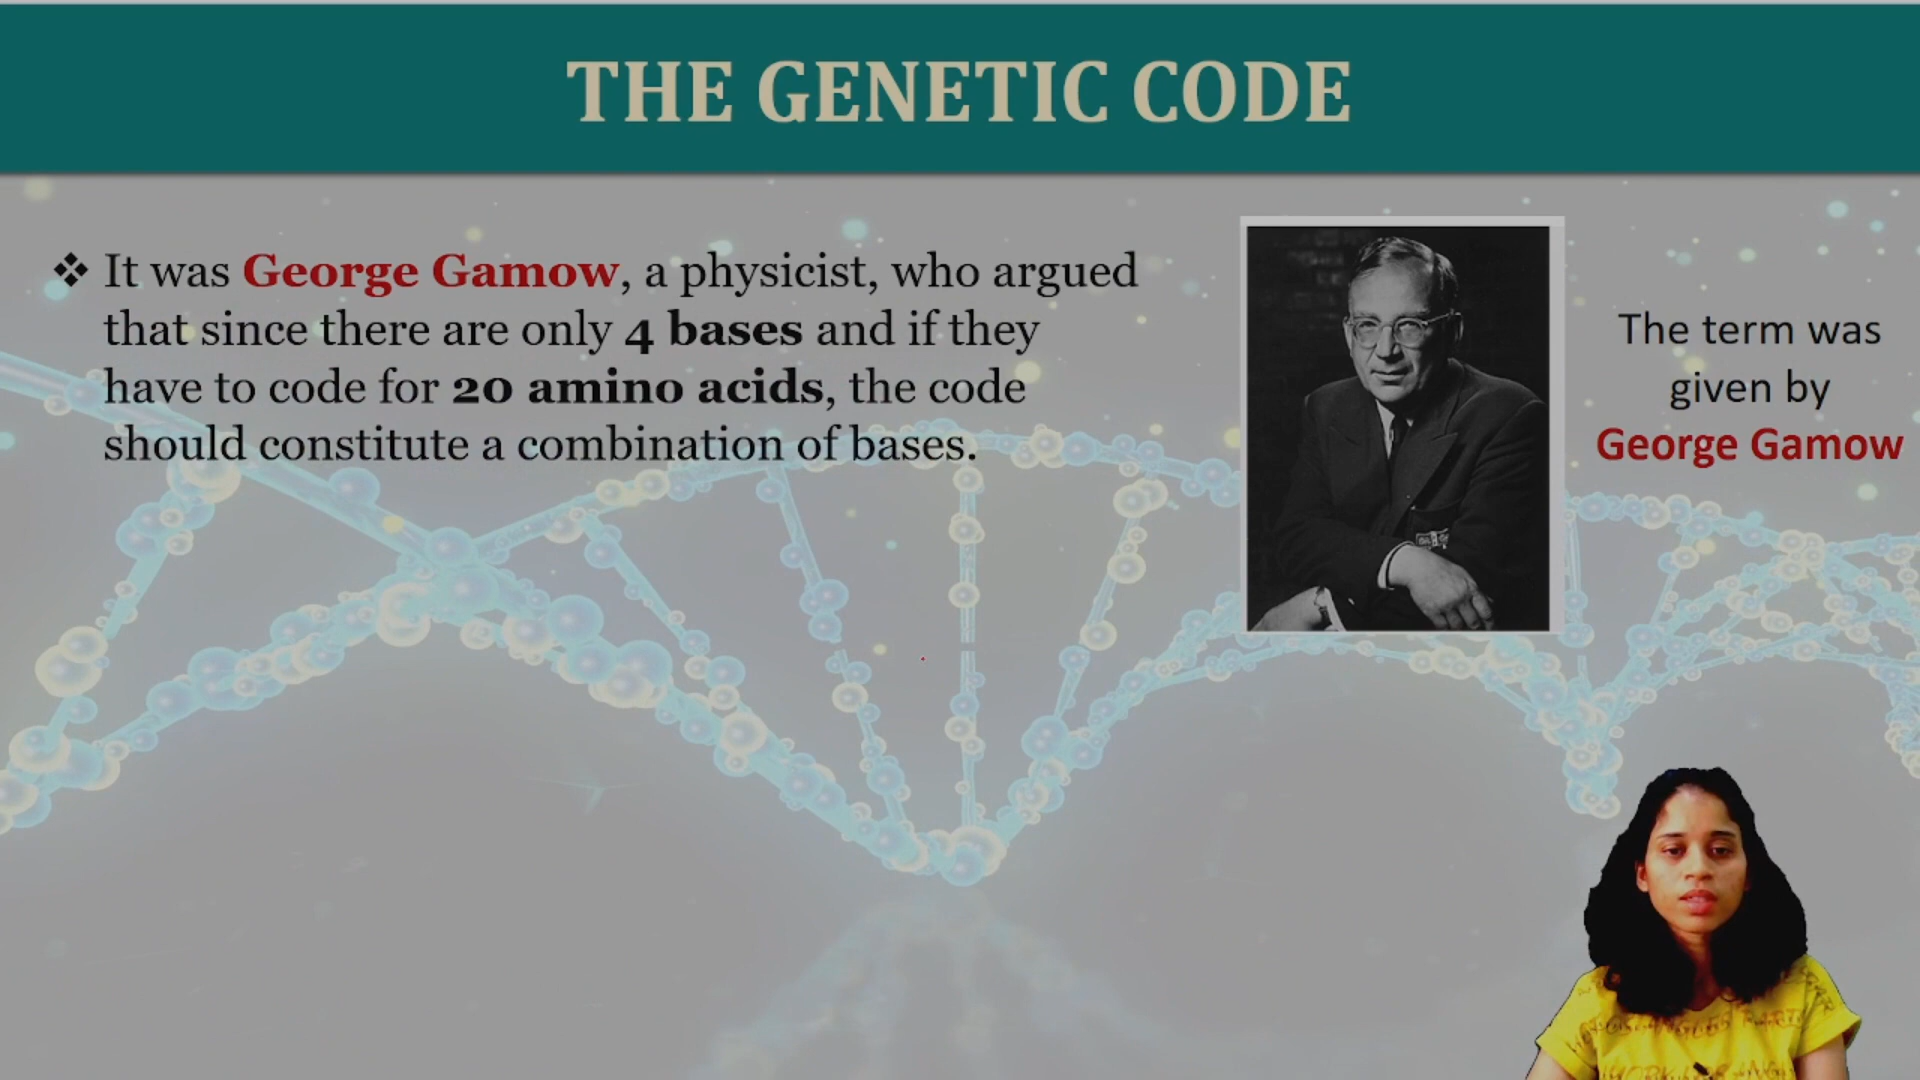 THE GENETIC CODE
❖ It was George Gamow, a physicist, who argued
that since there are only 4 bases and if they
have to code for 20 amino acids, the code
should constitute a combination of bases.
The term was
given by
George Gamow